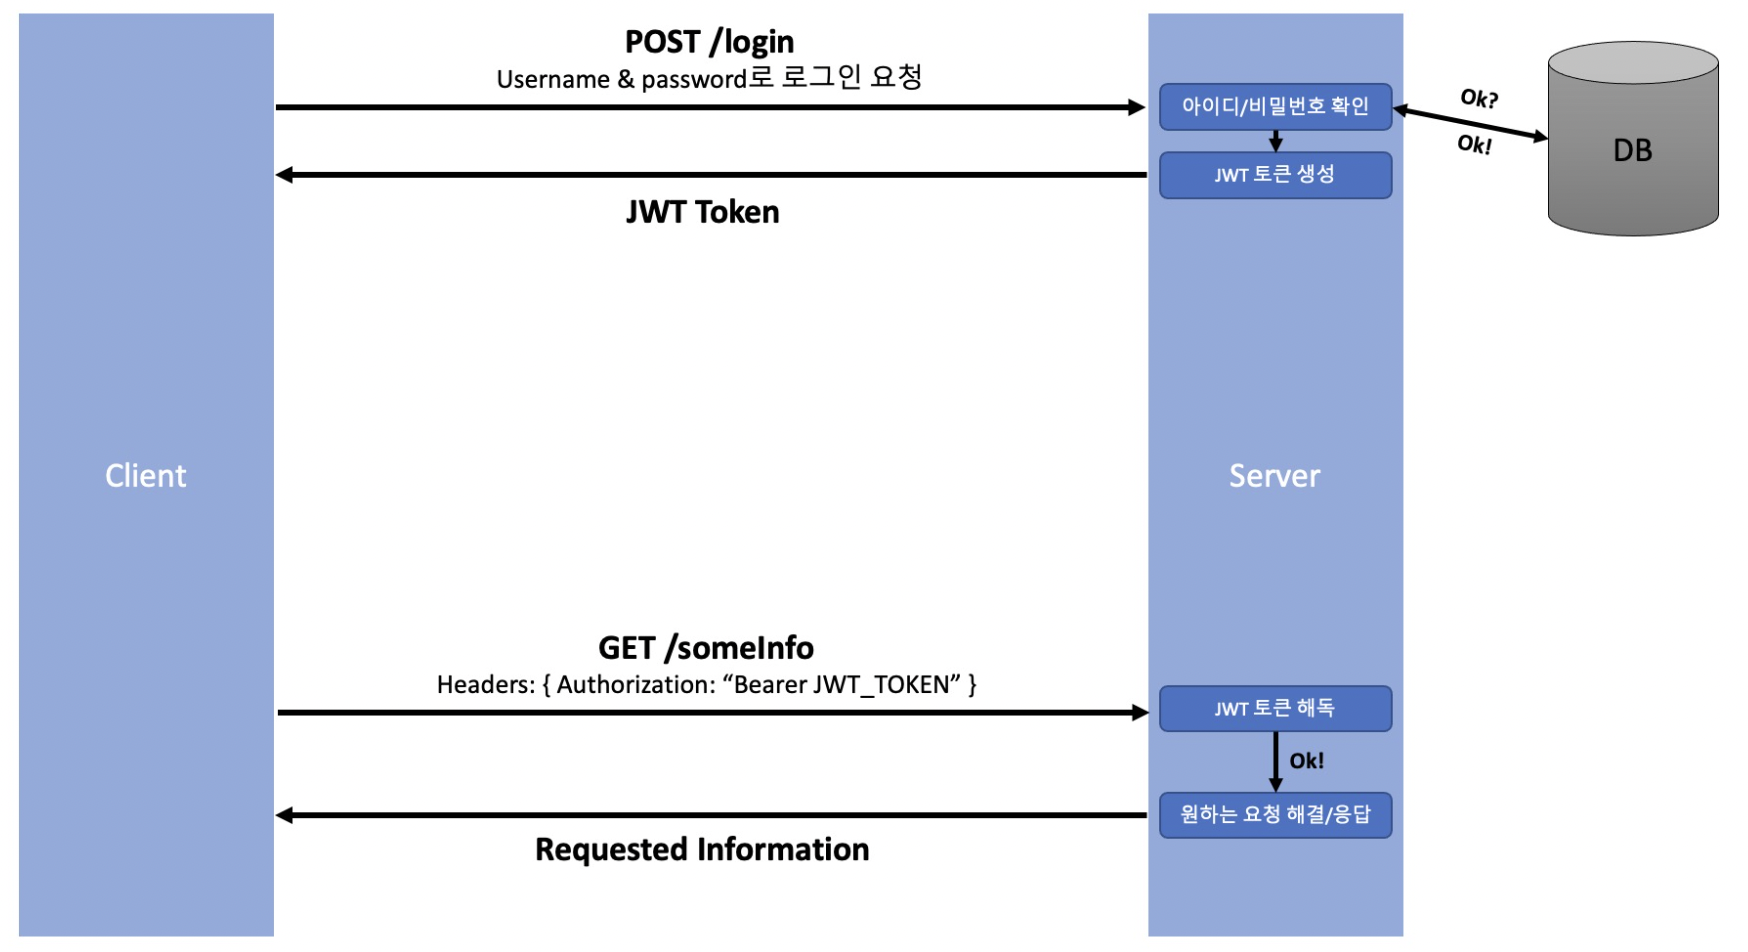 POST /login
Username & password로 로그인 요청
아이디/비밀번호 확인
Ok?
Ok!
DB
JWT 토큰 생성
JWT Token
Client
Server
GET /someInfo
Headers: { Authorization: “Bearer JWT_TOKEN” }
JWT 토큰 해독
Ok!
원하는 요청 해결/응답
Requested Information